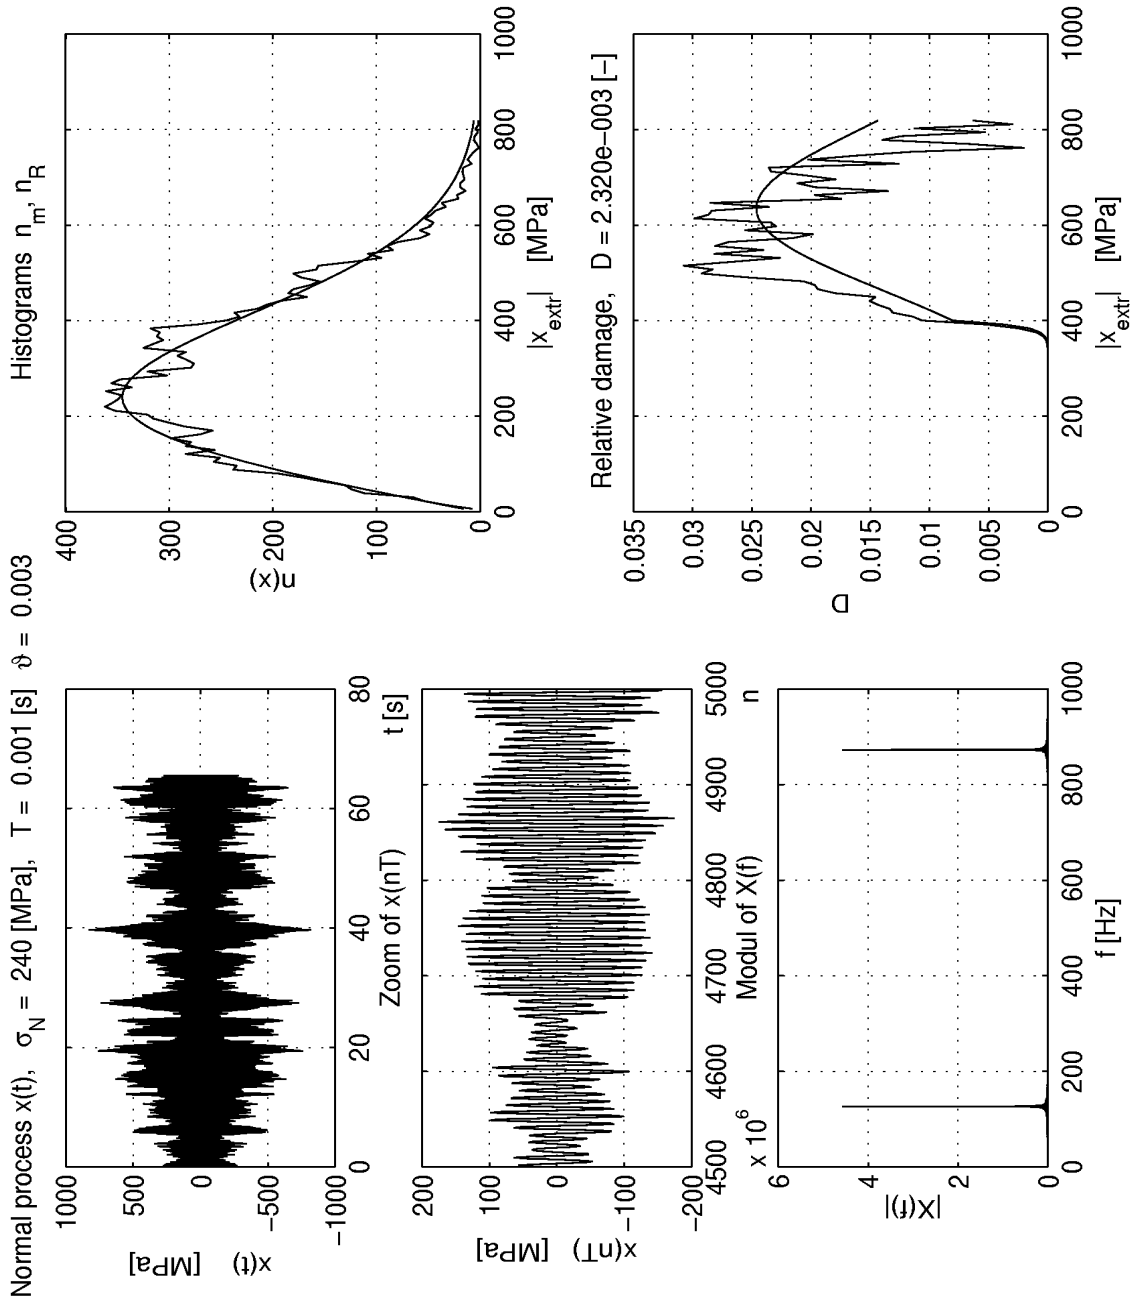 Normal process x(t), σ_N = 240 [MPa], T = 0.001 [s] ϑ = 0.003
1000
500
0
−500
−1000
x(t) [MPa]
0 20 40 60 80
t [s]
Zoom of x(nT)
200
100
0
−100
−200
x(nT) [MPa]
4500 4600 4700 4800 4900 5000
n
x 10^6
Modul of X(f)
6
4
2
0
|X(f)|
0 200 400 600 800 1000
f [Hz]
Histograms n_m, n_R
400
300
200
100
0
n(x)
0 200 400 600 800 1000
|x_extr| [MPa]
Relative damage, D = 2.320e−003 [−]
0.035
0.03
0.025
0.02
0.015
0.01
0.005
0
D
0 200 400 600 800 1000
|x_extr| [MPa]